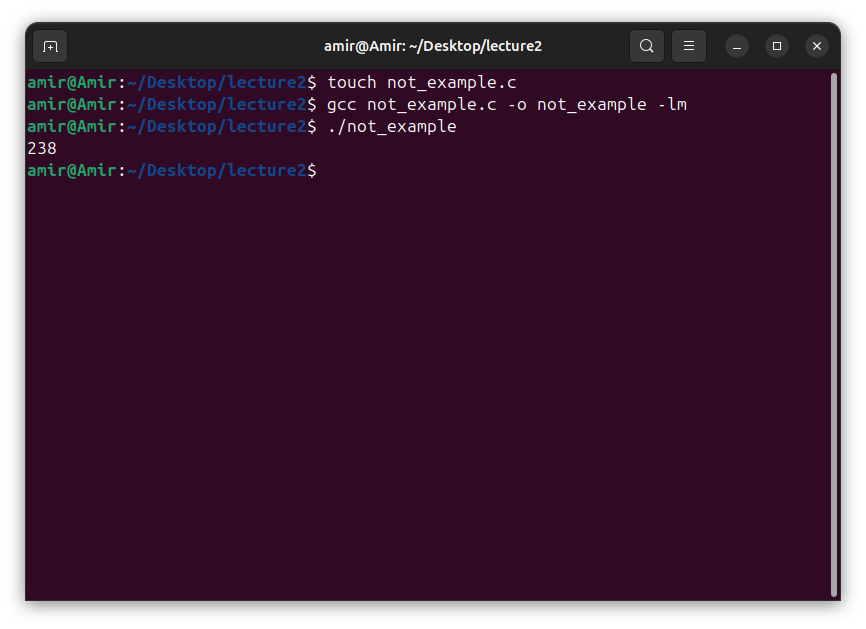 amir@Amir: ~/Desktop/lecture2
amir@Amir:~/Desktop/lecture2$ touch not_example.c
amir@Amir:~/Desktop/lecture2$ gcc not_example.c -o not_example -lm
amir@Amir:~/Desktop/lecture2$ ./not_example
238
amir@Amir:~/Desktop/lecture2$